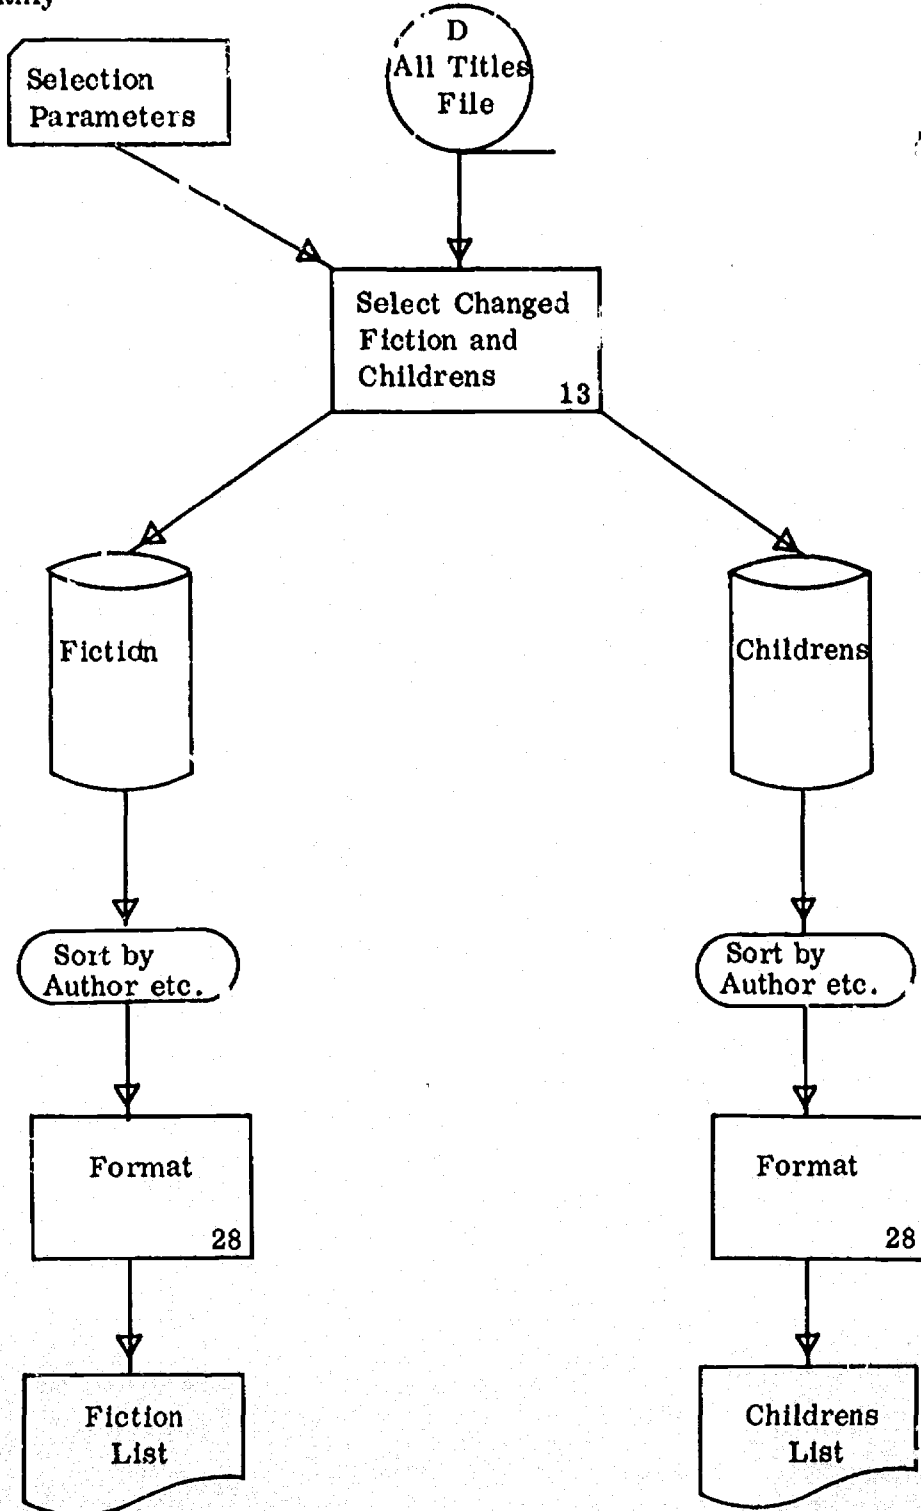 D
All Titles
File
Selection
Parameters
Select Changed
Fiction and
Childrens
13
Fiction
Childrens
Sort by
Author etc.
Sort by
Author etc.
Format
28
Format
28
Fiction
List
Childrens
List